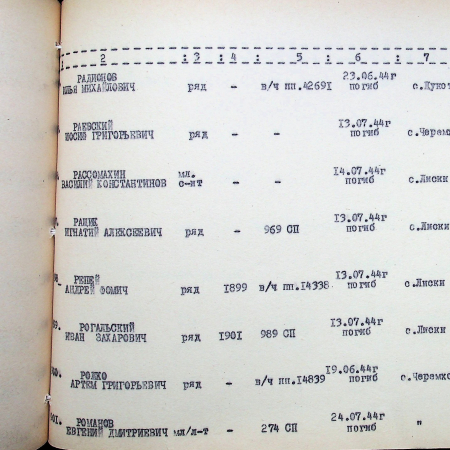 2 : 3 : 4 : 5 : 6 : 7
РАДИОНОВ 23.06.44г
ИЛЬЯ МИХАЙЛОВИЧ ряд - в/ч пп.42691 погиб
РАЕВСКИЙ 13.07.44г
ИОСИФ ГРИГОРЬЕВИЧ ряд - - погиб с.Черемк
РАССОМАХИН мл. 14.07.44г
ВАСИЛИЙ КОНСТАНТИНОВ с-нт - - погиб с.Лиски
РАЦИК 13.07.44г
ИГНАТИЙ АЛЕКСЕЕВИЧ ряд - 969 СП погиб с.Лиски
РЕПЕЙ 13.07.44г
АНДРЕЙ ФОМИЧ ряд 1899 в/ч пп.14338 погиб с.Лиски
РОГАЛЬСКИЙ 13.07.44г
ИВАН ЗАХАРОВИЧ ряд 1901 989 СП погиб с.Лиски
РОЖКО 19.06.44г
АРТЕМ ГРИГОРЬЕВИЧ ряд - в/ч пп.14839 погиб с.Черемхо
РОМАНОВ 24.07.44г
ЕВГЕНИЙ ДМИТРИЕВИЧ мл/л-т - 274 СП погиб "